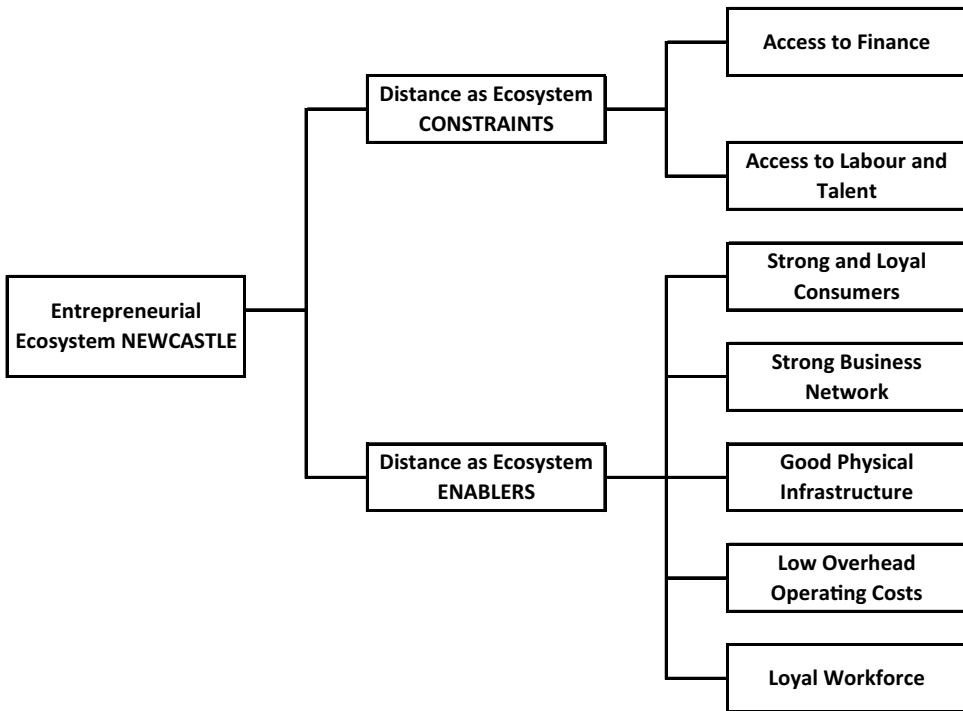 Access to Finance
Distance as Ecosystem
CONSTRAINTS
Access to Labour and
Talent
Strong and Loyal
Consumers
Entrepreneurial
Ecosystem NEWCASTLE
Strong Business
Network
Distance as Ecosystem
ENABLERS
Good Physical
Infrastructure
Low Overhead
Operating Costs
Loyal Workforce